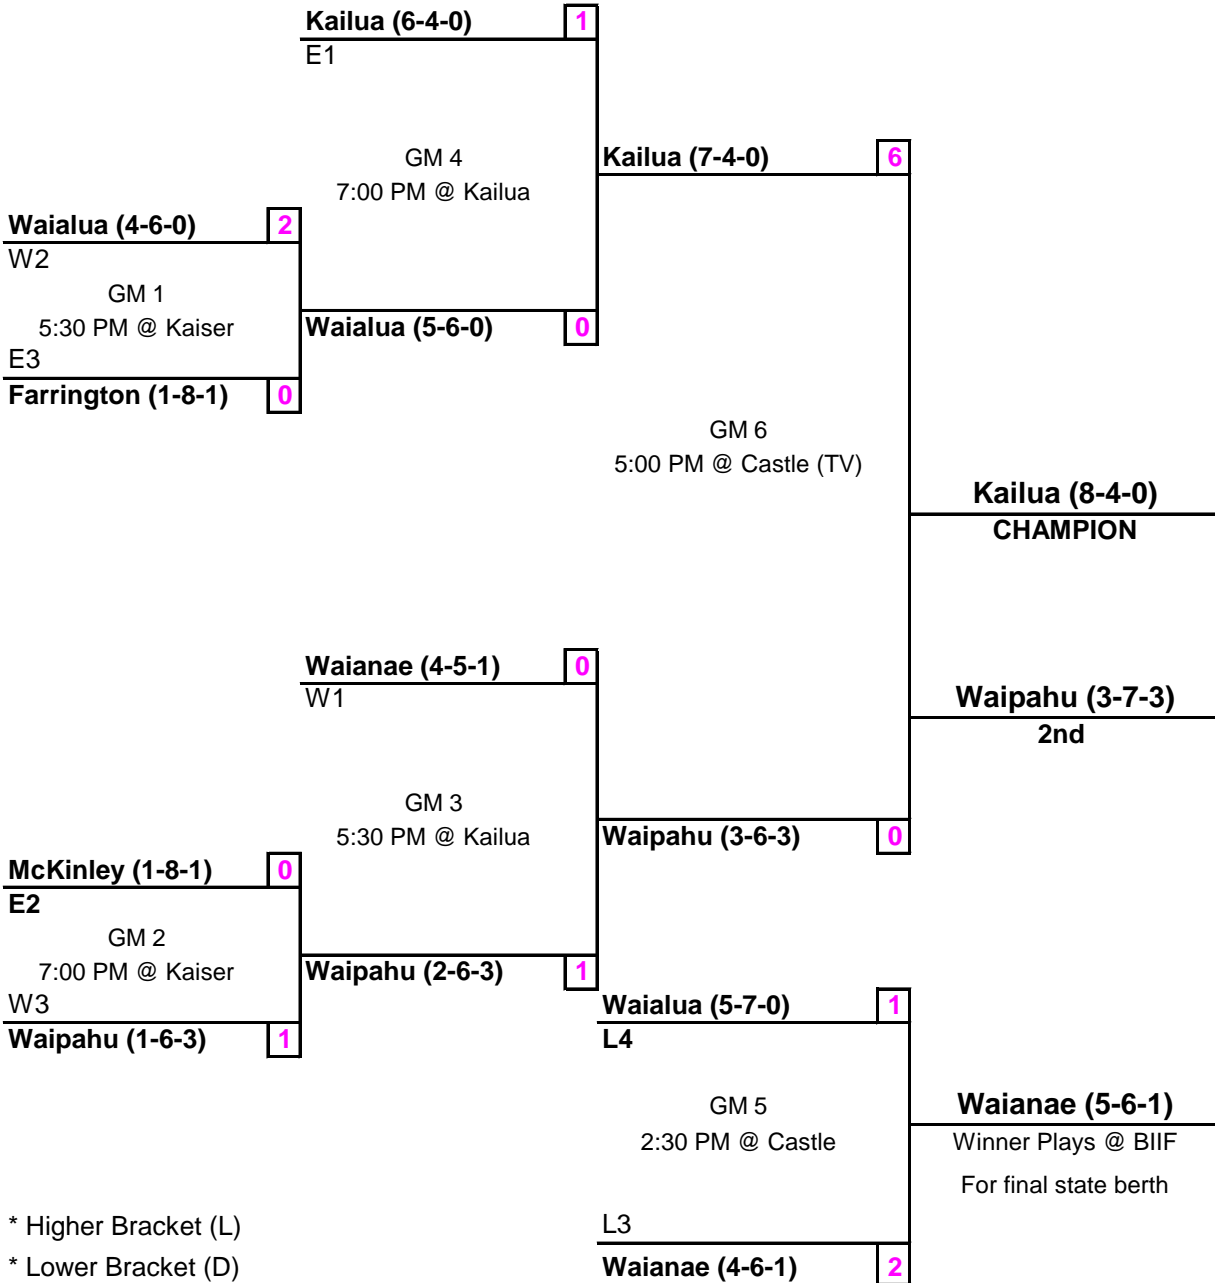 Kailua (6-4-0) 1
E1
GM 4
7:00 PM @ Kailua
Kailua (7-4-0) 6
Waialua (4-6-0) 2
W2
GM 1
5:30 PM @ Kaiser
Waialua (5-6-0) 0
E3
Farrington (1-8-1) 0
GM 6
5:00 PM @ Castle (TV)
Kailua (8-4-0)
CHAMPION
Waianae (4-5-1) 0
W1
Waipahu (3-7-3)
2nd
GM 3
5:30 PM @ Kailua
Waipahu (3-6-3) 0
McKinley (1-8-1) 0
E2
GM 2
7:00 PM @ Kaiser
Waipahu (2-6-3) 1
W3
Waipahu (1-6-3) 1
Waialua (5-7-0) 1
L4
GM 5
2:30 PM @ Castle
Waianae (5-6-1)
Winner Plays @ BIIF
For final state berth
* Higher Bracket (L)
L3
* Lower Bracket (D)
Waianae (4-6-1) 2